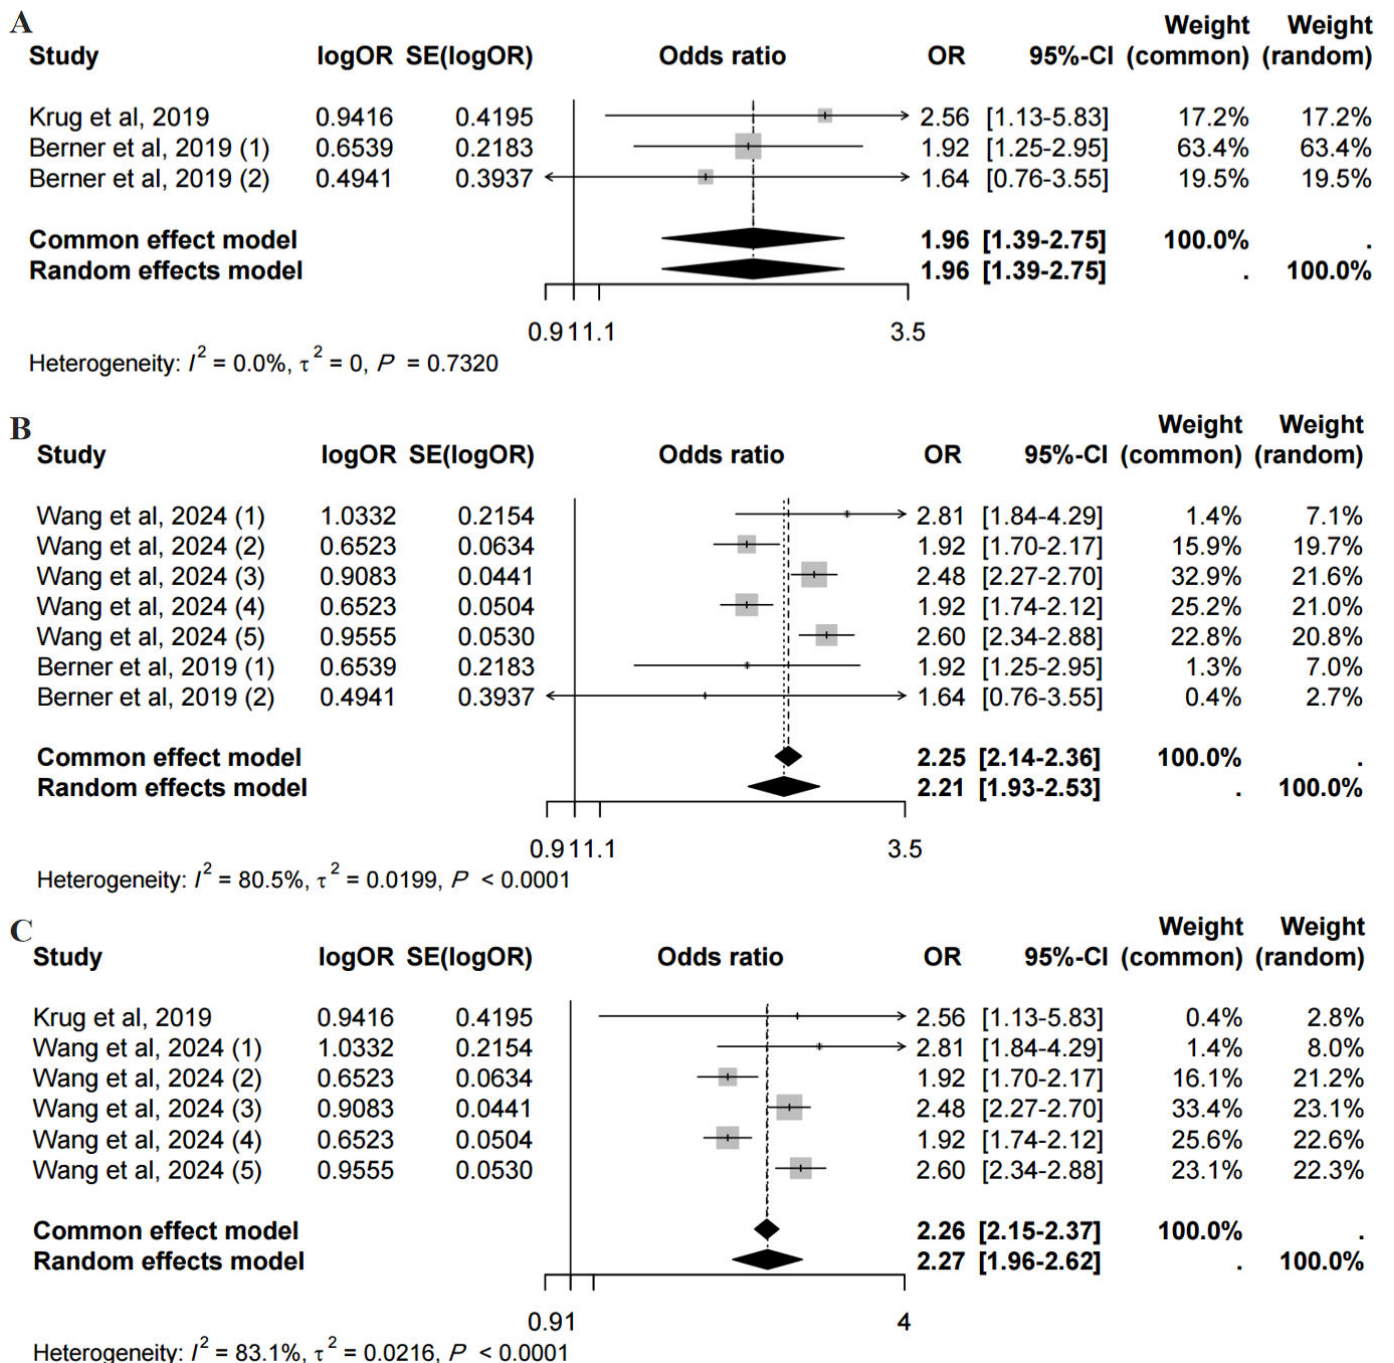 A
Weight Weight
Study logOR SE(logOR) Odds ratio OR 95%-CI (common) (random)
Krug et al, 2019 0.9416 0.4195 2.56 [1.13-5.83] 17.2% 17.2%
Berner et al, 2019 (1) 0.6539 0.2183 1.92 [1.25-2.95] 63.4% 63.4%
Berner et al, 2019 (2) 0.4941 0.3937 1.64 [0.76-3.55] 19.5% 19.5%
Common effect model 1.96 [1.39-2.75] 100.0% .
Random effects model 1.96 [1.39-2.75] . 100.0%
0.9 1 1.1 3.5
Heterogeneity: I² = 0.0%, τ² = 0, P = 0.7320
B
Weight Weight
Study logOR SE(logOR) Odds ratio OR 95%-CI (common) (random)
Wang et al, 2024 (1) 1.0332 0.2154 2.81 [1.84-4.29] 1.4% 7.1%
Wang et al, 2024 (2) 0.6523 0.0634 1.92 [1.70-2.17] 15.9% 19.7%
Wang et al, 2024 (3) 0.9083 0.0441 2.48 [2.27-2.70] 32.9% 21.6%
Wang et al, 2024 (4) 0.6523 0.0504 1.92 [1.74-2.12] 25.2% 21.0%
Wang et al, 2024 (5) 0.9555 0.0530 2.60 [2.34-2.88] 22.8% 20.8%
Berner et al, 2019 (1) 0.6539 0.2183 1.92 [1.25-2.95] 1.3% 7.0%
Berner et al, 2019 (2) 0.4941 0.3937 1.64 [0.76-3.55] 0.4% 2.7%
Common effect model 2.25 [2.14-2.36] 100.0% .
Random effects model 2.21 [1.93-2.53] . 100.0%
0.9 1 1.1 3.5
Heterogeneity: I² = 80.5%, τ² = 0.0199, P < 0.0001
C
Weight Weight
Study logOR SE(logOR) Odds ratio OR 95%-CI (common) (random)
Krug et al, 2019 0.9416 0.4195 2.56 [1.13-5.83] 0.4% 2.8%
Wang et al, 2024 (1) 1.0332 0.2154 2.81 [1.84-4.29] 1.4% 8.0%
Wang et al, 2024 (2) 0.6523 0.0634 1.92 [1.70-2.17] 16.1% 21.2%
Wang et al, 2024 (3) 0.9083 0.0441 2.48 [2.27-2.70] 33.4% 23.1%
Wang et al, 2024 (4) 0.6523 0.0504 1.92 [1.74-2.12] 25.6% 22.6%
Wang et al, 2024 (5) 0.9555 0.0530 2.60 [2.34-2.88] 23.1% 22.3%
Common effect model 2.26 [2.15-2.37] 100.0% .
Random effects model 2.27 [1.96-2.62] . 100.0%
0.9 1 4
Heterogeneity: I² = 83.1%, τ² = 0.0216, P < 0.0001